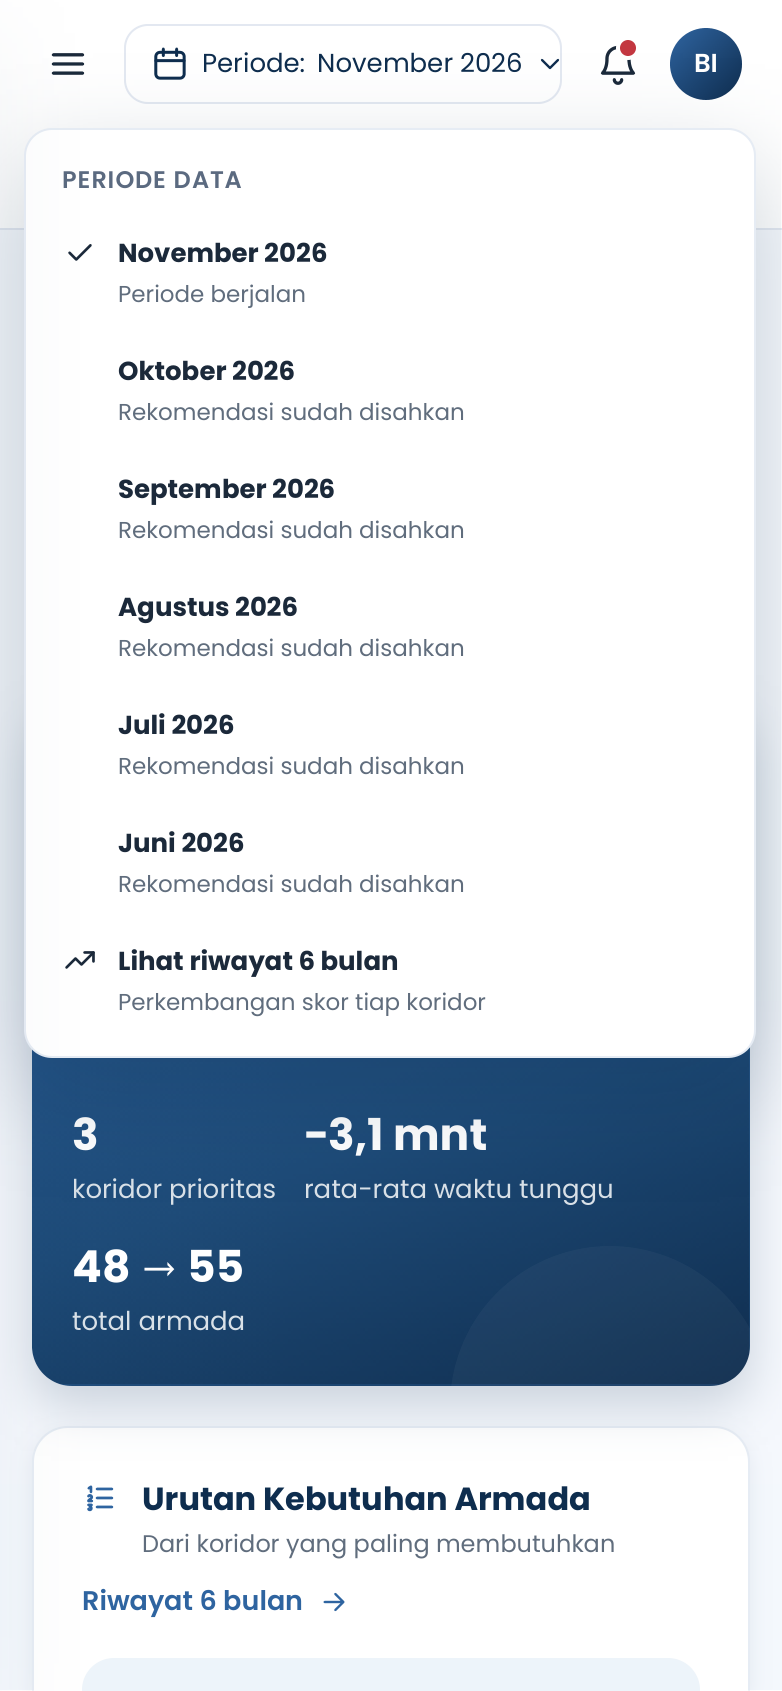 Periode: November 2026
BI
PERIODE DATA
November 2026
Periode berjalan
Oktober 2026
Rekomendasi sudah disahkan
September 2026
Rekomendasi sudah disahkan
Agustus 2026
Rekomendasi sudah disahkan
Juli 2026
Rekomendasi sudah disahkan
Juni 2026
Rekomendasi sudah disahkan
Lihat riwayat 6 bulan
Perkembangan skor tiap koridor
3
koridor prioritas
−3,1 mnt
rata-rata waktu tunggu
48 → 55
total armada
Urutan Kebutuhan Armada
Dari koridor yang paling membutuhkan
Riwayat 6 bulan →